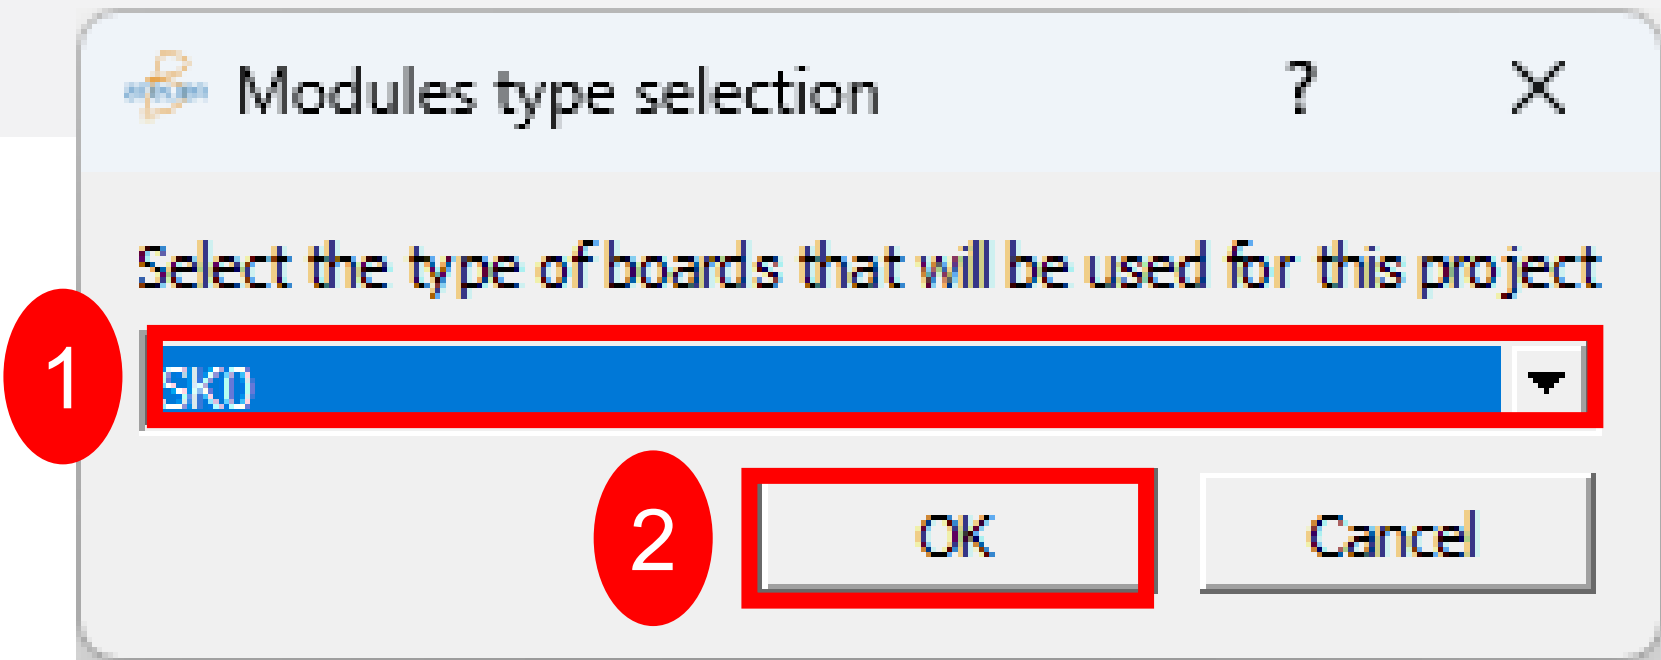 Modules type selection
?
Select the type of boards that will be used for this project
1
SK0
2
OK
Cancel